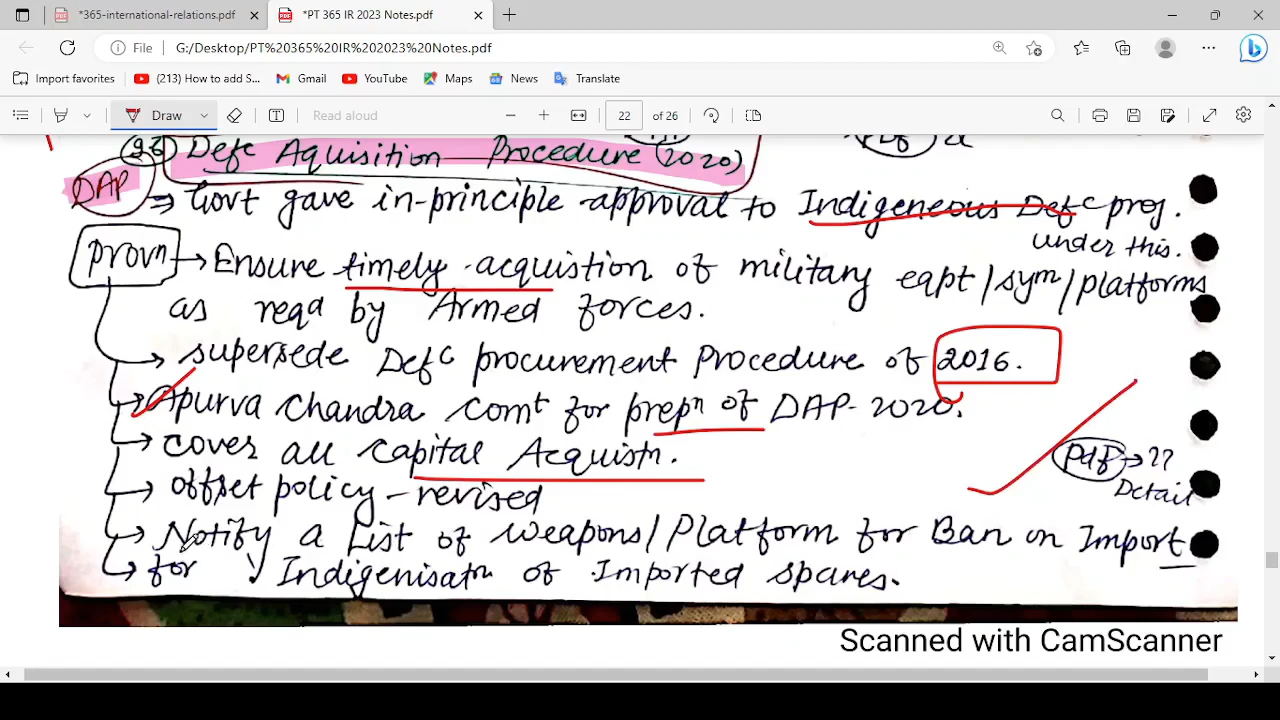 *365-international-relations.pdf
*PT 365 IR 2023 Notes.pdf
File G:/Desktop/PT%20365%20IR%202023%20Notes.pdf
Import favorites (213) How to add S... Gmail YouTube Maps News Translate
Draw Read aloud 22 of 26
Defc Aquisition Procedure (2020)
DAP
⇒ Govt gave in-principle approval to Indigeneous Defc proj.
under this.
Provn → Ensure timely acquistion of military eqpt/sym/platforms
as reqd by Armed forces.
→ supersede Defc procurement Procedure of 2016.
→ Apurva Chandra comt for prepn of DAP-2020.
→ cover all capital Acquistn.
Pdf → 22
Detail
→ offset policy - revised
→ Notify a List of weapons/Platform for Ban on Import
→ for Indigenisatn of Imported spares.
Scanned with CamScanner